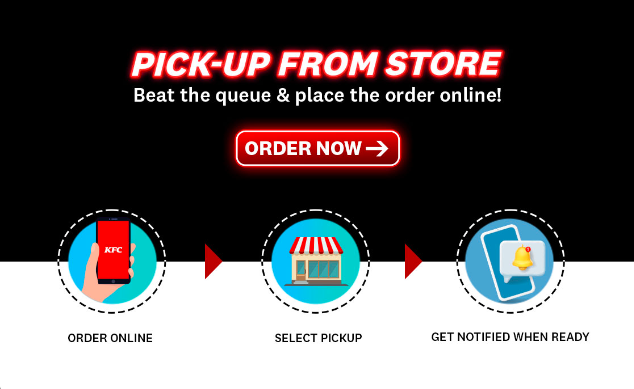 PICK-UP FROM STORE
Beat the queue & place the order online!
ORDER NOW
KFC
ORDER ONLINE
SELECT PICKUP
GET NOTIFIED WHEN READY